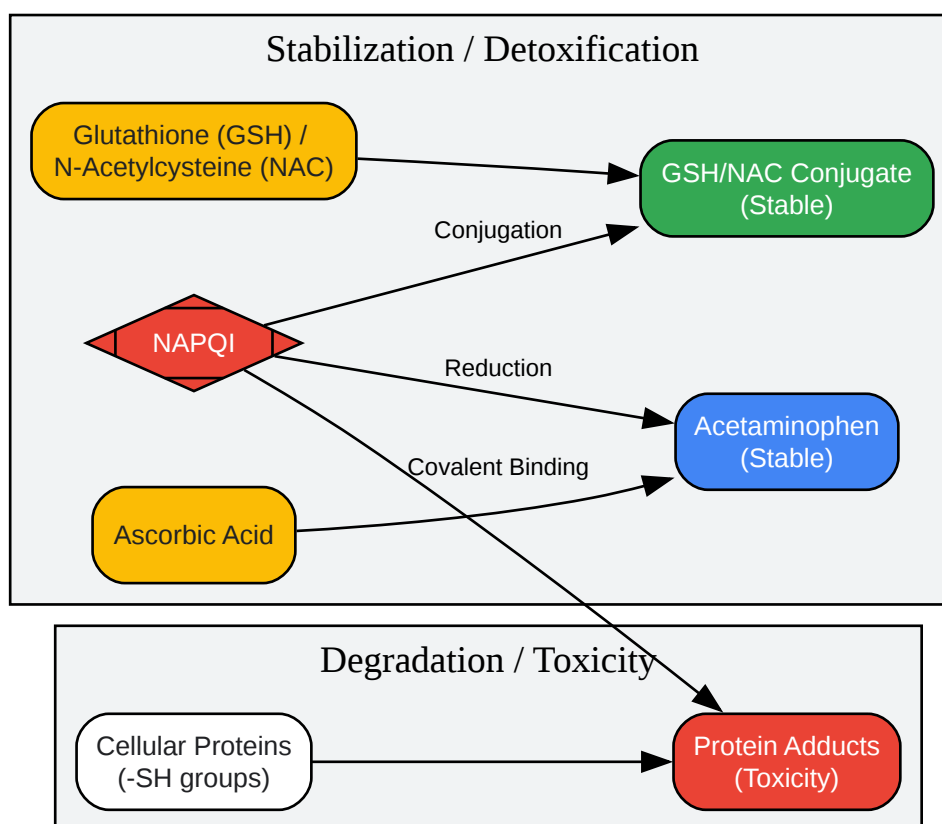 Stabilization / Detoxification
Glutathione (GSH) /
N-Acetylcysteine (NAC)
GSH/NAC Conjugate
(Stable)
Conjugation
NAPQI
Reduction
Acetaminophen
(Stable)
Covalent Binding
Ascorbic Acid
Degradation / Toxicity
Cellular Proteins
(-SH groups)
Protein Adducts
(Toxicity)